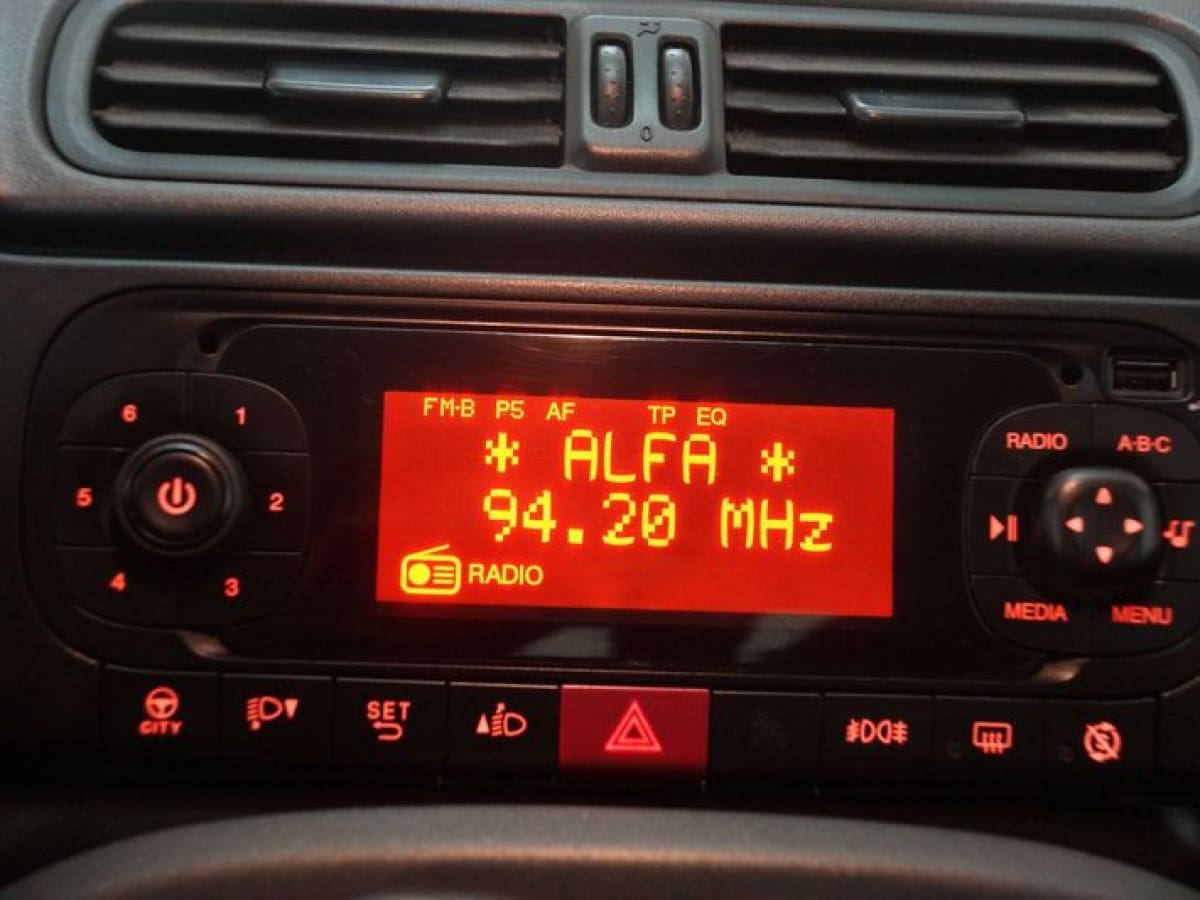 0
6 1
5 2
4 3
FM-B P5 AF TP EQ
* ALFA *
94.20 MHz
RADIO
RADIO A·B·C
MEDIA MENU
CITY
SET